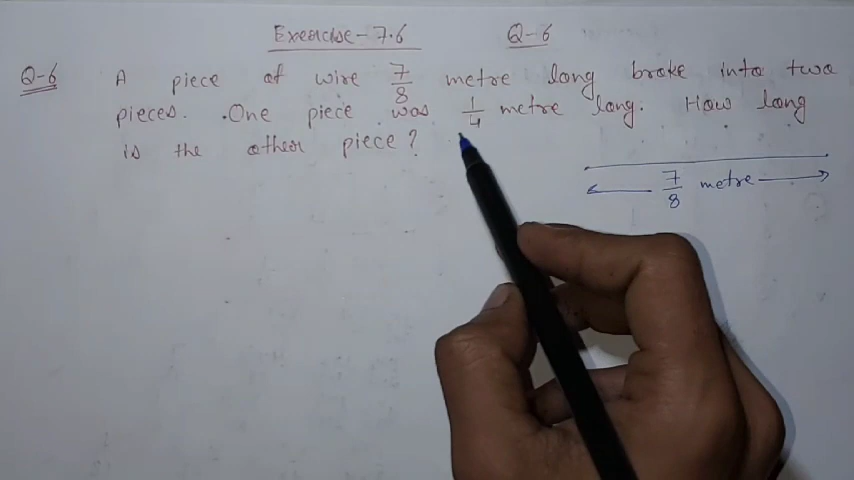 Exercise-7.6 Q-6
Q-6 A piece of wire 7/8 metre long broke into two
pieces. One piece was 1/4 metre long. How long
is the other piece?
7/8 metre